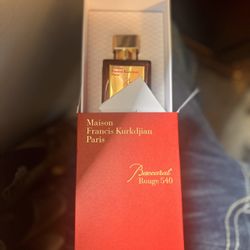 Maison
Francis Kurkdjian
Paris
Baccarat
Rouge 540